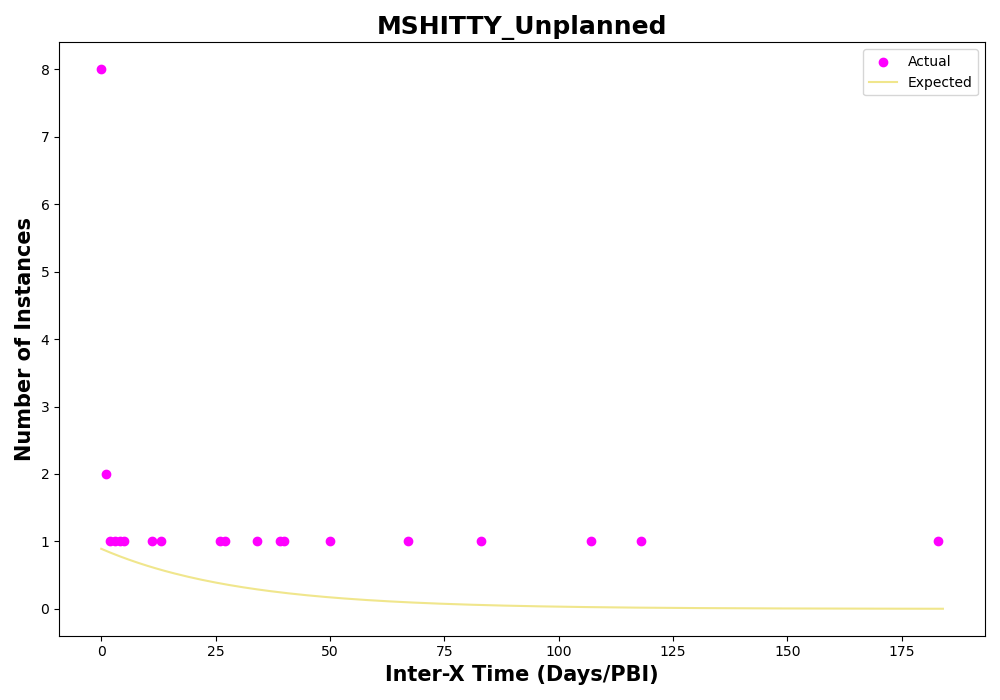 MSHITTY_Unplanned
Actual
Expected
Number of Instances
8
7
6
5
4
3
2
1
0
0 25 50 75 100 125 150 175
Inter-X Time (Days/PBI)